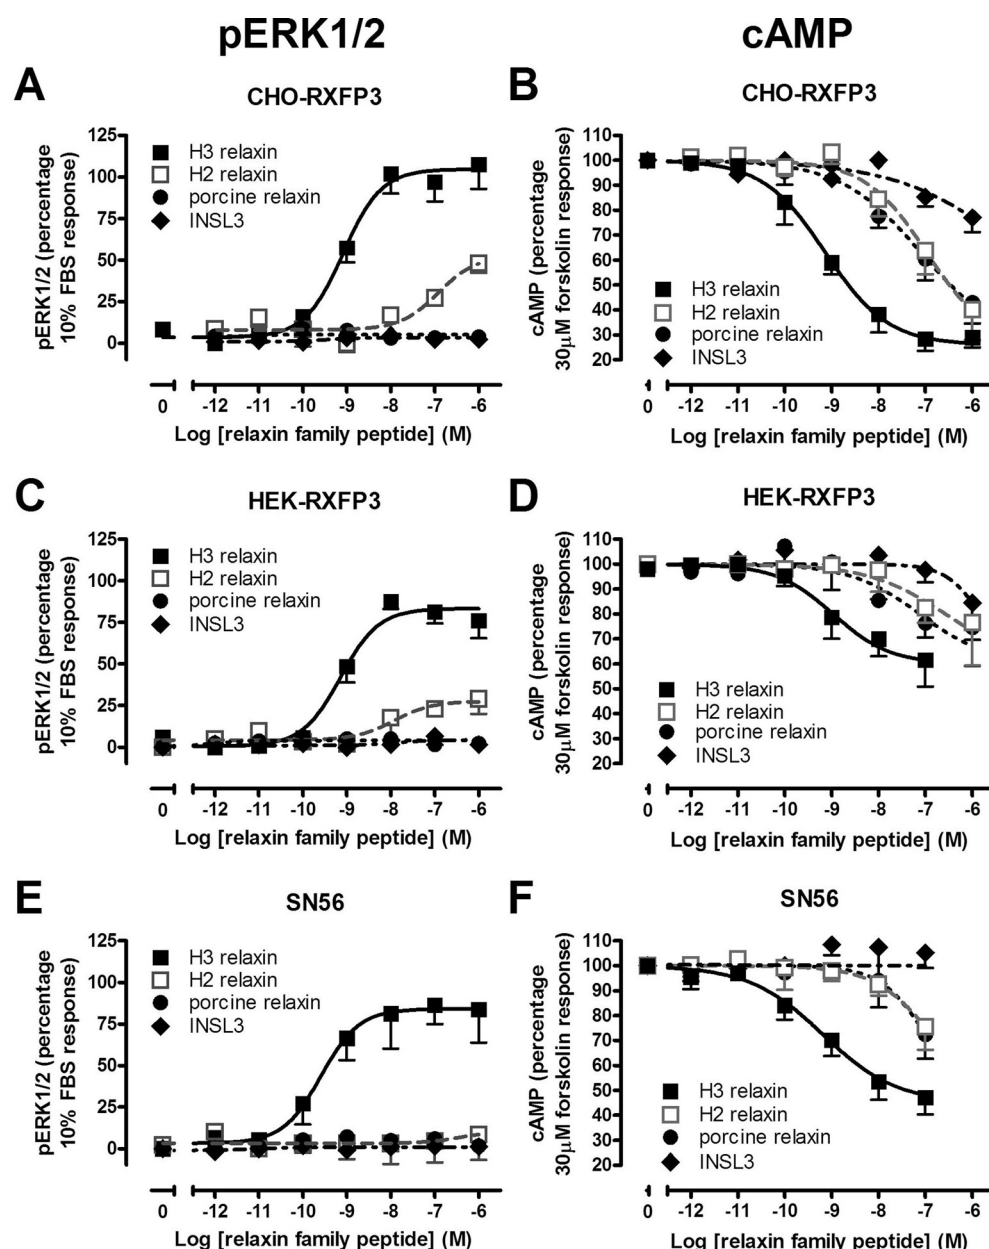 pERK1/2
cAMP
A
CHO-RXFP3
pERK1/2 (percentage
10% FBS response)
125
100
75
50
25
0
H3 relaxin
H2 relaxin
porcine relaxin
INSL3
0 -12 -11 -10 -9 -8 -7 -6
Log [relaxin family peptide] (M)
B
CHO-RXFP3
cAMP (percentage
30μM forskolin response)
110
100
90
80
70
60
50
40
30
20
H3 relaxin
H2 relaxin
porcine relaxin
INSL3
0 -12 -11 -10 -9 -8 -7 -6
Log [relaxin family peptide] (M)
C
HEK-RXFP3
pERK1/2 (percentage
10% FBS response)
125
100
75
50
25
0
H3 relaxin
H2 relaxin
porcine relaxin
INSL3
0 -12 -11 -10 -9 -8 -7 -6
Log [relaxin family peptide] (M)
D
HEK-RXFP3
cAMP (percentage
30μM forskolin response)
110
100
90
80
70
60
50
40
30
20
H3 relaxin
H2 relaxin
porcine relaxin
INSL3
0 -12 -11 -10 -9 -8 -7 -6
Log [relaxin family peptide] (M)
E
SN56
pERK1/2 (percentage
10% FBS response)
125
100
75
50
25
0
H3 relaxin
H2 relaxin
porcine relaxin
INSL3
0 -12 -11 -10 -9 -8 -7 -6
Log [relaxin family peptide] (M)
F
SN56
cAMP (percentage
30μM forskolin response)
110
100
90
80
70
60
50
40
30
20
H3 relaxin
H2 relaxin
porcine relaxin
INSL3
0 -12 -11 -10 -9 -8 -7 -6
Log [relaxin family peptide] (M)